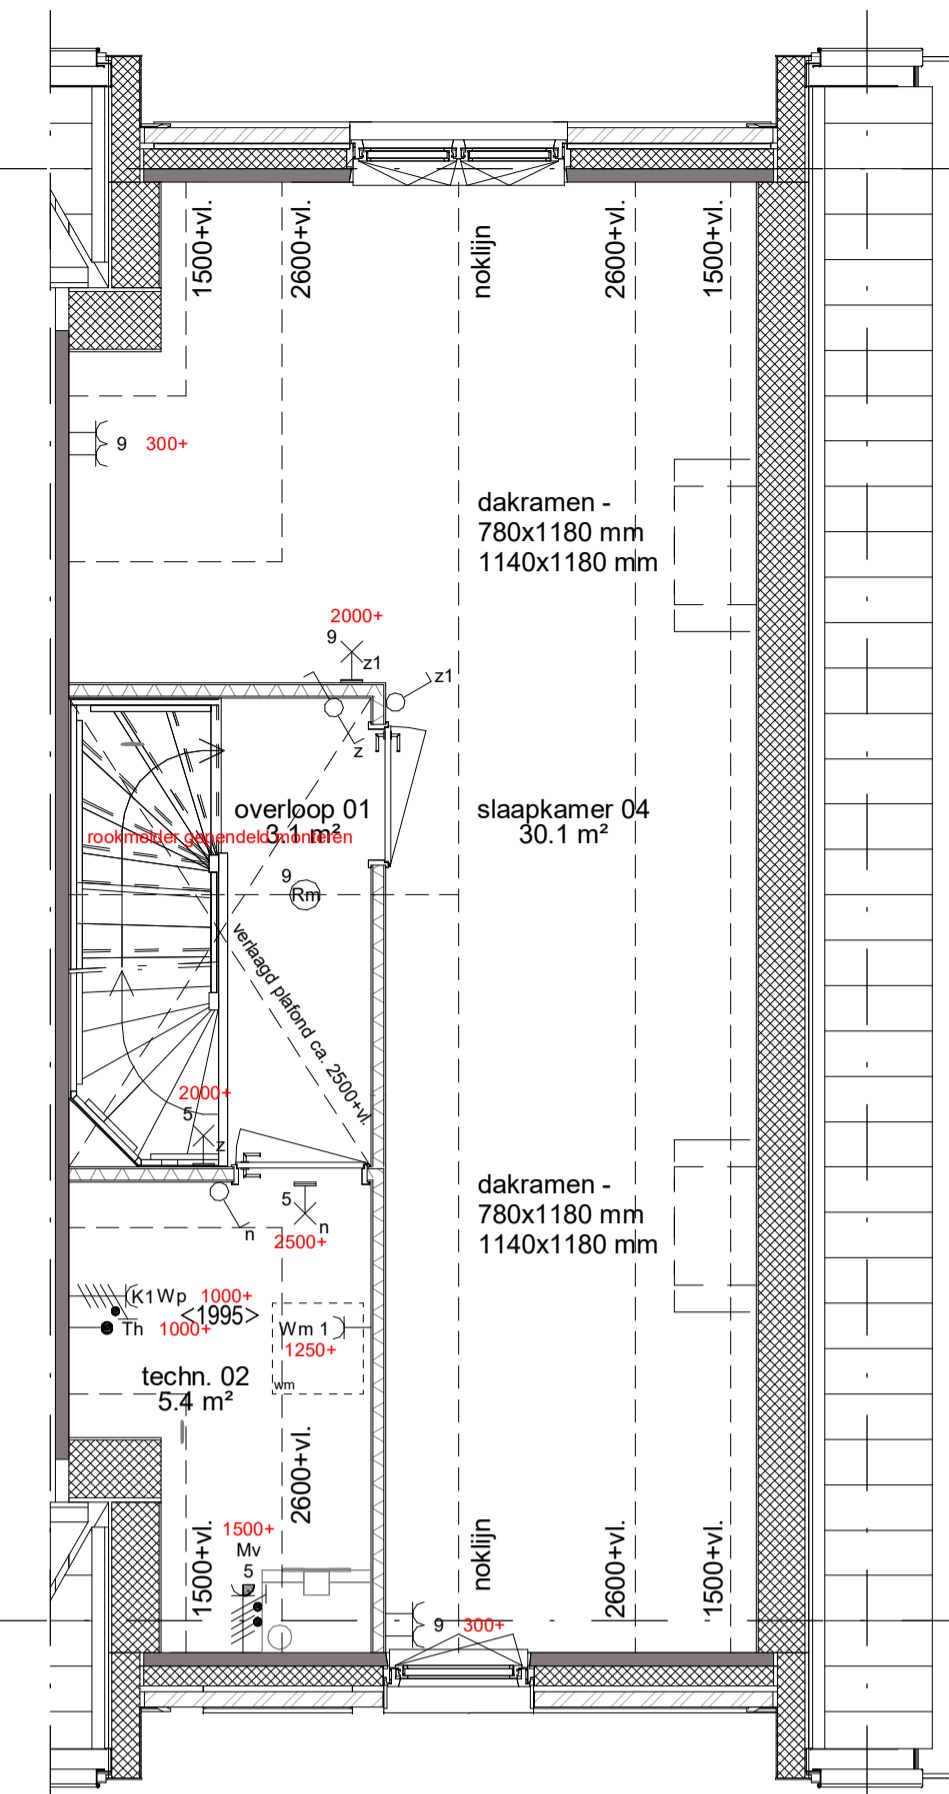 1500+vl.
2600+vl.
noklijn
2600+vl.
1500+vl.
9 300+
dakramen -
780x1180 mm
1140x1180 mm
2000+
9
z1
z1
z
overloop 01
3.1 m²
slaapkamer 04
30.1 m²
rookmelder gependeld monteren
9
Rm
verlaagd plafond ca. 2500+vl.
2000+
5
z
5
n
n
2500+
dakramen -
780x1180 mm
1140x1180 mm
K1 Wp 1000+
<1995>
Th 1000+
Wm 1
1250+
wm
techn. 02
5.4 m²
2600+vl.
1500+vl.
1500+
Mv
5
noklijn
2600+vl.
1500+vl.
9 300+